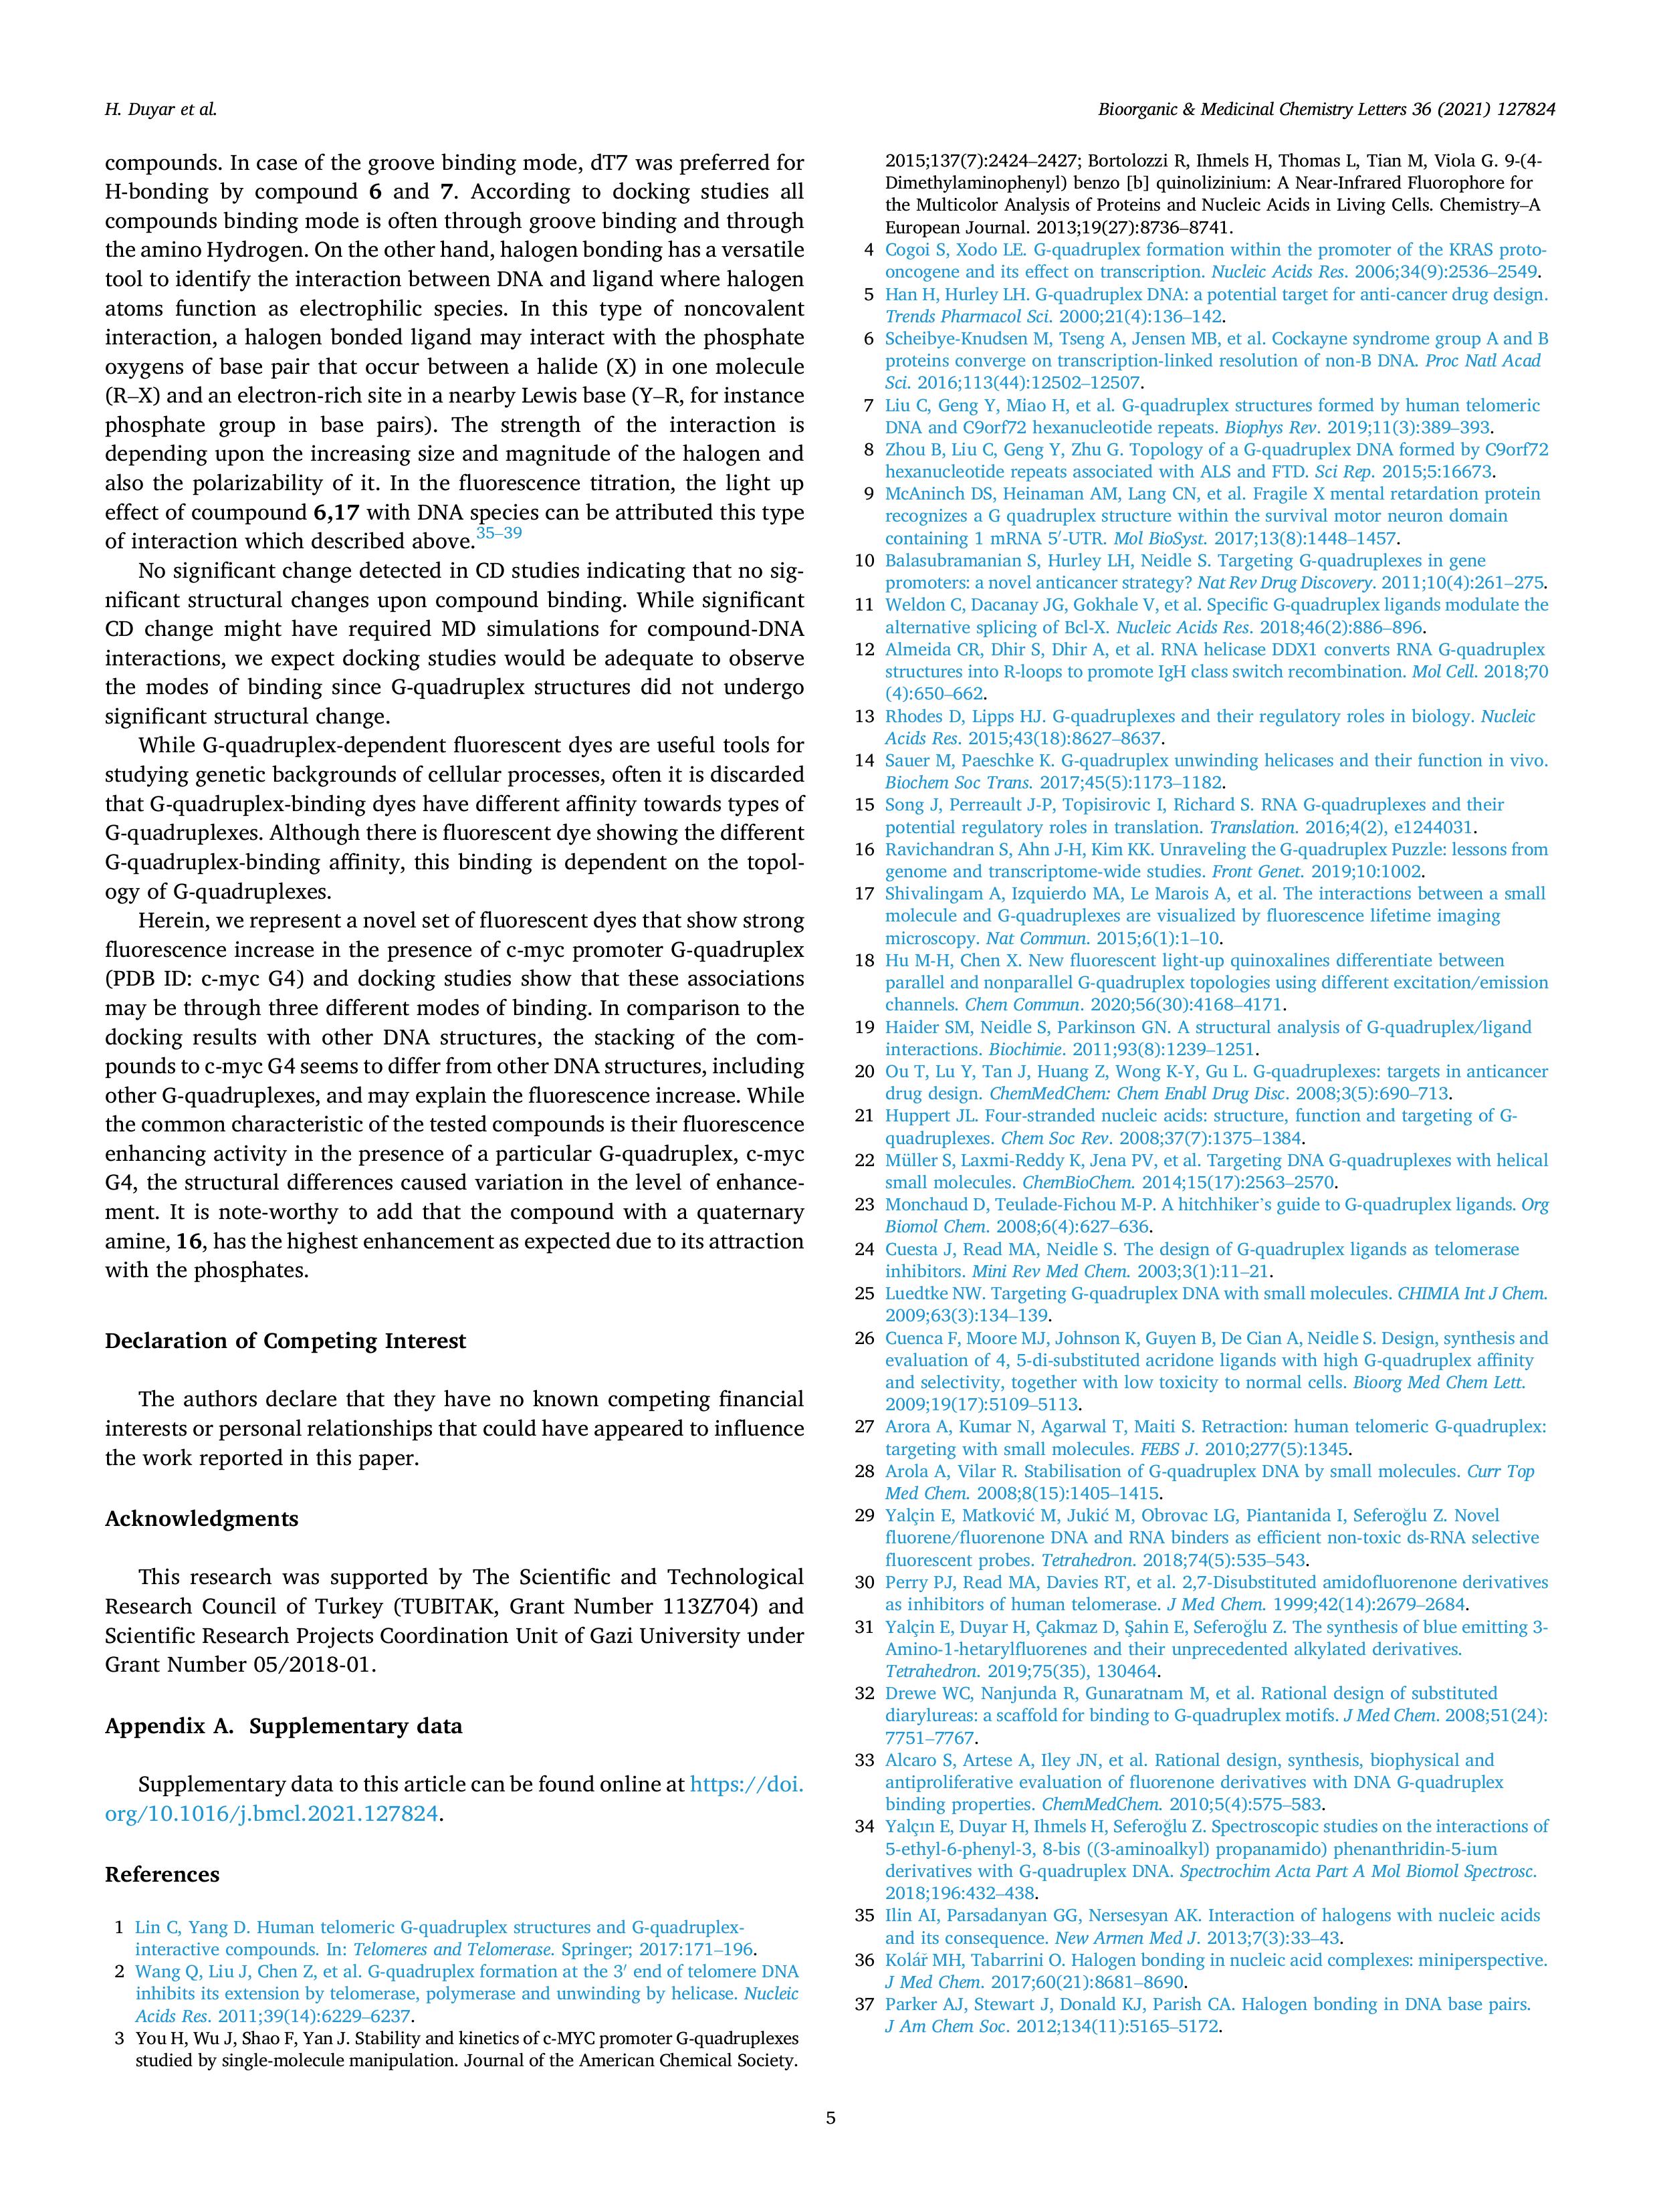 H. Duyar et al.
Bioorganic & Medicinal Chemistry Letters 36 (2021) 127824
compounds. In case of the groove binding mode, dT7 was preferred for
H-bonding by compound 6 and 7. According to docking studies all
compounds binding mode is often through groove binding and through
the amino Hydrogen. On the other hand, halogen bonding has a versatile
tool to identify the interaction between DNA and ligand where halogen
atoms function as electrophilic species. In this type of noncovalent
interaction, a halogen bonded ligand may interact with the phosphate
oxygens of base pair that occur between a halide (X) in one molecule
(R–X) and an electron-rich site in a nearby Lewis base (Y–R, for instance
phosphate group in base pairs). The strength of the interaction is
depending upon the increasing size and magnitude of the halogen and
also the polarizability of it. In the fluorescence titration, the light up
effect of coumpound 6,17 with DNA species can be attributed this type
of interaction which described above.35–39
No significant change detected in CD studies indicating that no sig-
nificant structural changes upon compound binding. While significant
CD change might have required MD simulations for compound-DNA
interactions, we expect docking studies would be adequate to observe
the modes of binding since G-quadruplex structures did not undergo
significant structural change.
While G-quadruplex-dependent fluorescent dyes are useful tools for
studying genetic backgrounds of cellular processes, often it is discarded
that G-quadruplex-binding dyes have different affinity towards types of
G-quadruplexes. Although there is fluorescent dye showing the different
G-quadruplex-binding affinity, this binding is dependent on the topol-
ogy of G-quadruplexes.
Herein, we represent a novel set of fluorescent dyes that show strong
fluorescence increase in the presence of c-myc promoter G-quadruplex
(PDB ID: c-myc G4) and docking studies show that these associations
may be through three different modes of binding. In comparison to the
docking results with other DNA structures, the stacking of the com-
pounds to c-myc G4 seems to differ from other DNA structures, including
other G-quadruplexes, and may explain the fluorescence increase. While
the common characteristic of the tested compounds is their fluorescence
enhancing activity in the presence of a particular G-quadruplex, c-myc
G4, the structural differences caused variation in the level of enhance-
ment. It is note-worthy to add that the compound with a quaternary
amine, 16, has the highest enhancement as expected due to its attraction
with the phosphates.
Declaration of Competing Interest
The authors declare that they have no known competing financial
interests or personal relationships that could have appeared to influence
the work reported in this paper.
Acknowledgments
This research was supported by The Scientific and Technological
Research Council of Turkey (TUBITAK, Grant Number 113Z704) and
Scientific Research Projects Coordination Unit of Gazi University under
Grant Number 05/2018-01.
Appendix A. Supplementary data
Supplementary data to this article can be found online at https://doi.
org/10.1016/j.bmcl.2021.127824.
References
1 Lin C, Yang D. Human telomeric G-quadruplex structures and G-quadruplex-
interactive compounds. In: Telomeres and Telomerase. Springer; 2017:171–196.
2 Wang Q, Liu J, Chen Z, et al. G-quadruplex formation at the 3′ end of telomere DNA
inhibits its extension by telomerase, polymerase and unwinding by helicase. Nucleic
Acids Res. 2011;39(14):6229–6237.
3 You H, Wu J, Shao F, Yan J. Stability and kinetics of c-MYC promoter G-quadruplexes
studied by single-molecule manipulation. Journal of the American Chemical Society.
2015;137(7):2424–2427; Bortolozzi R, Ihmels H, Thomas L, Tian M, Viola G. 9-(4-
Dimethylaminophenyl) benzo [b] quinolizinium: A Near-Infrared Fluorophore for
the Multicolor Analysis of Proteins and Nucleic Acids in Living Cells. Chemistry–A
European Journal. 2013;19(27):8736–8741.
4 Cogoi S, Xodo LE. G-quadruplex formation within the promoter of the KRAS proto-
oncogene and its effect on transcription. Nucleic Acids Res. 2006;34(9):2536–2549.
5 Han H, Hurley LH. G-quadruplex DNA: a potential target for anti-cancer drug design.
Trends Pharmacol Sci. 2000;21(4):136–142.
6 Scheibye-Knudsen M, Tseng A, Jensen MB, et al. Cockayne syndrome group A and B
proteins converge on transcription-linked resolution of non-B DNA. Proc Natl Acad
Sci. 2016;113(44):12502–12507.
7 Liu C, Geng Y, Miao H, et al. G-quadruplex structures formed by human telomeric
DNA and C9orf72 hexanucleotide repeats. Biophys Rev. 2019;11(3):389–393.
8 Zhou B, Liu C, Geng Y, Zhu G. Topology of a G-quadruplex DNA formed by C9orf72
hexanucleotide repeats associated with ALS and FTD. Sci Rep. 2015;5:16673.
9 McAninch DS, Heinaman AM, Lang CN, et al. Fragile X mental retardation protein
recognizes a G quadruplex structure within the survival motor neuron domain
containing 1 mRNA 5′-UTR. Mol BioSyst. 2017;13(8):1448–1457.
10 Balasubramanian S, Hurley LH, Neidle S. Targeting G-quadruplexes in gene
promoters: a novel anticancer strategy? Nat Rev Drug Discovery. 2011;10(4):261–275.
11 Weldon C, Dacanay JG, Gokhale V, et al. Specific G-quadruplex ligands modulate the
alternative splicing of Bcl-X. Nucleic Acids Res. 2018;46(2):886–896.
12 Almeida CR, Dhir S, Dhir A, et al. RNA helicase DDX1 converts RNA G-quadruplex
structures into R-loops to promote IgH class switch recombination. Mol Cell. 2018;70
(4):650–662.
13 Rhodes D, Lipps HJ. G-quadruplexes and their regulatory roles in biology. Nucleic
Acids Res. 2015;43(18):8627–8637.
14 Sauer M, Paeschke K. G-quadruplex unwinding helicases and their function in vivo.
Biochem Soc Trans. 2017;45(5):1173–1182.
15 Song J, Perreault J-P, Topisirovic I, Richard S. RNA G-quadruplexes and their
potential regulatory roles in translation. Translation. 2016;4(2), e1244031.
16 Ravichandran S, Ahn J-H, Kim KK. Unraveling the G-quadruplex Puzzle: lessons from
genome and transcriptome-wide studies. Front Genet. 2019;10:1002.
17 Shivalingam A, Izquierdo MA, Le Marois A, et al. The interactions between a small
molecule and G-quadruplexes are visualized by fluorescence lifetime imaging
microscopy. Nat Commun. 2015;6(1):1–10.
18 Hu M-H, Chen X. New fluorescent light-up quinoxalines differentiate between
parallel and nonparallel G-quadruplex topologies using different excitation/emission
channels. Chem Commun. 2020;56(30):4168–4171.
19 Haider SM, Neidle S, Parkinson GN. A structural analysis of G-quadruplex/ligand
interactions. Biochimie. 2011;93(8):1239–1251.
20 Ou T, Lu Y, Tan J, Huang Z, Wong K-Y, Gu L. G-quadruplexes: targets in anticancer
drug design. ChemMedChem: Chem Enabl Drug Disc. 2008;3(5):690–713.
21 Huppert JL. Four-stranded nucleic acids: structure, function and targeting of G-
quadruplexes. Chem Soc Rev. 2008;37(7):1375–1384.
22 Müller S, Laxmi-Reddy K, Jena PV, et al. Targeting DNA G-quadruplexes with helical
small molecules. ChemBioChem. 2014;15(17):2563–2570.
23 Monchaud D, Teulade-Fichou M-P. A hitchhiker's guide to G-quadruplex ligands. Org
Biomol Chem. 2008;6(4):627–636.
24 Cuesta J, Read MA, Neidle S. The design of G-quadruplex ligands as telomerase
inhibitors. Mini Rev Med Chem. 2003;3(1):11–21.
25 Luedtke NW. Targeting G-quadruplex DNA with small molecules. CHIMIA Int J Chem.
2009;63(3):134–139.
26 Cuenca F, Moore MJ, Johnson K, Guyen B, De Cian A, Neidle S. Design, synthesis and
evaluation of 4, 5-di-substituted acridone ligands with high G-quadruplex affinity
and selectivity, together with low toxicity to normal cells. Bioorg Med Chem Lett.
2009;19(17):5109–5113.
27 Arora A, Kumar N, Agarwal T, Maiti S. Retraction: human telomeric G-quadruplex:
targeting with small molecules. FEBS J. 2010;277(5):1345.
28 Arola A, Vilar R. Stabilisation of G-quadruplex DNA by small molecules. Curr Top
Med Chem. 2008;8(15):1405–1415.
29 Yalçin E, Matković M, Jukić M, Obrovac LG, Piantanida I, Seferoğlu Z. Novel
fluorene/fluorenone DNA and RNA binders as efficient non-toxic ds-RNA selective
fluorescent probes. Tetrahedron. 2018;74(5):535–543.
30 Perry PJ, Read MA, Davies RT, et al. 2,7-Disubstituted amidofluorenone derivatives
as inhibitors of human telomerase. J Med Chem. 1999;42(14):2679–2684.
31 Yalçin E, Duyar H, Çakmaz D, Şahin E, Seferoğlu Z. The synthesis of blue emitting 3-
Amino-1-hetarylfluorenes and their unprecedented alkylated derivatives.
Tetrahedron. 2019;75(35), 130464.
32 Drewe WC, Nanjunda R, Gunaratnam M, et al. Rational design of substituted
diarylureas: a scaffold for binding to G-quadruplex motifs. J Med Chem. 2008;51(24):
7751–7767.
33 Alcaro S, Artese A, Iley JN, et al. Rational design, synthesis, biophysical and
antiproliferative evaluation of fluorenone derivatives with DNA G-quadruplex
binding properties. ChemMedChem. 2010;5(4):575–583.
34 Yalçın E, Duyar H, Ihmels H, Seferoğlu Z. Spectroscopic studies on the interactions of
5-ethyl-6-phenyl-3, 8-bis ((3-aminoalkyl) propanamido) phenanthridin-5-ium
derivatives with G-quadruplex DNA. Spectrochim Acta Part A Mol Biomol Spectrosc.
2018;196:432–438.
35 Ilin AI, Parsadanyan GG, Nersesyan AK. Interaction of halogens with nucleic acids
and its consequence. New Armen Med J. 2013;7(3):33–43.
36 Kolář MH, Tabarrini O. Halogen bonding in nucleic acid complexes: miniperspective.
J Med Chem. 2017;60(21):8681–8690.
37 Parker AJ, Stewart J, Donald KJ, Parish CA. Halogen bonding in DNA base pairs.
J Am Chem Soc. 2012;134(11):5165–5172.
5